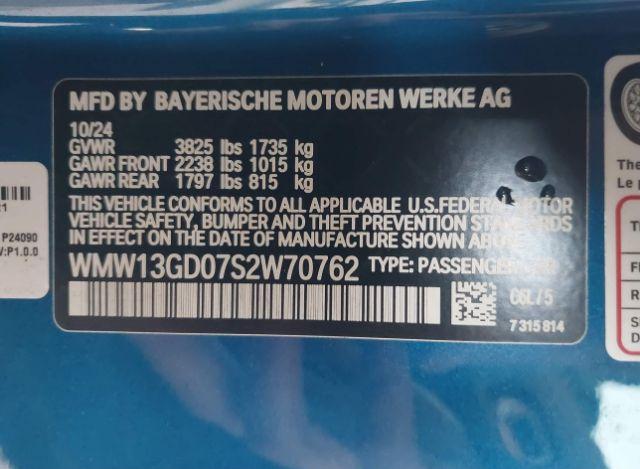 MFD BY BAYERISCHE MOTOREN WERKE AG
10/24
GVWR 3825 lbs 1735 kg
GAWR FRONT 2238 lbs 1015 kg
GAWR REAR 1797 lbs 815 kg
THIS VEHICLE CONFORMS TO ALL APPLICABLE U.S.FEDERAL MOTOR
VEHICLE SAFETY, BUMPER AND THEFT PREVENTION STANDARDS
IN EFFECT ON THE DATE OF MANUFACTURE SHOWN ABOVE.
WMW13GD07S2W70762 TYPE: PASSENGER CAR
C6L/5
7315814
P24090
V:P1.0.0
The
Le